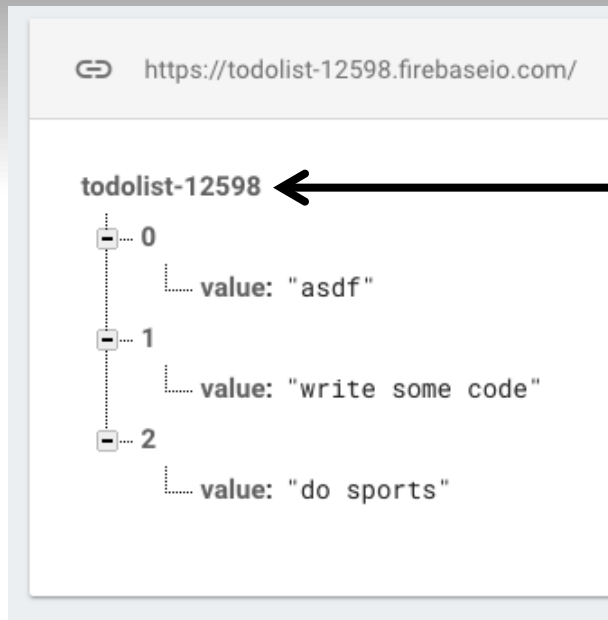 https://todolist-12598.firebaseio.com/
todolist-12598
0
value: "asdf"
1
value: "write some code"
2
value: "do sports"